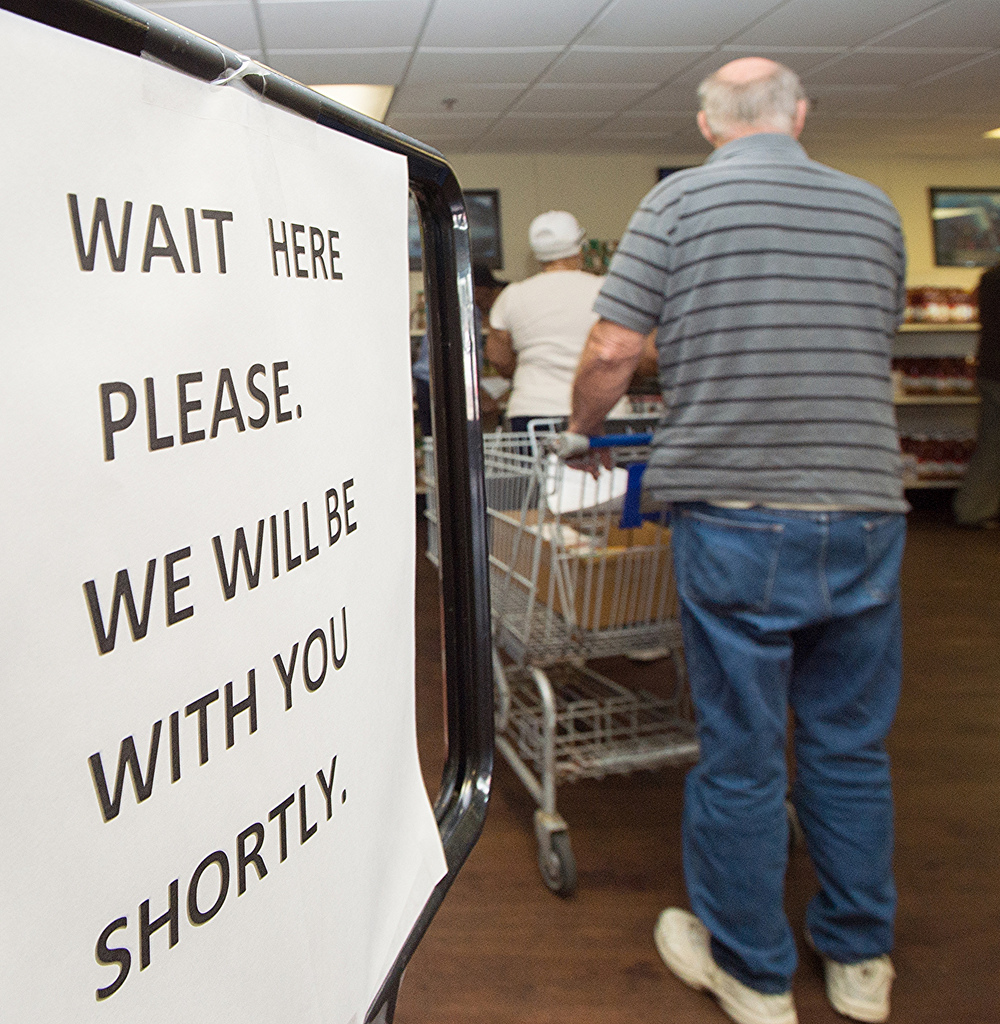 WAIT HERE
PLEASE.
WE WILL BE
WITH YOU
SHORTLY.